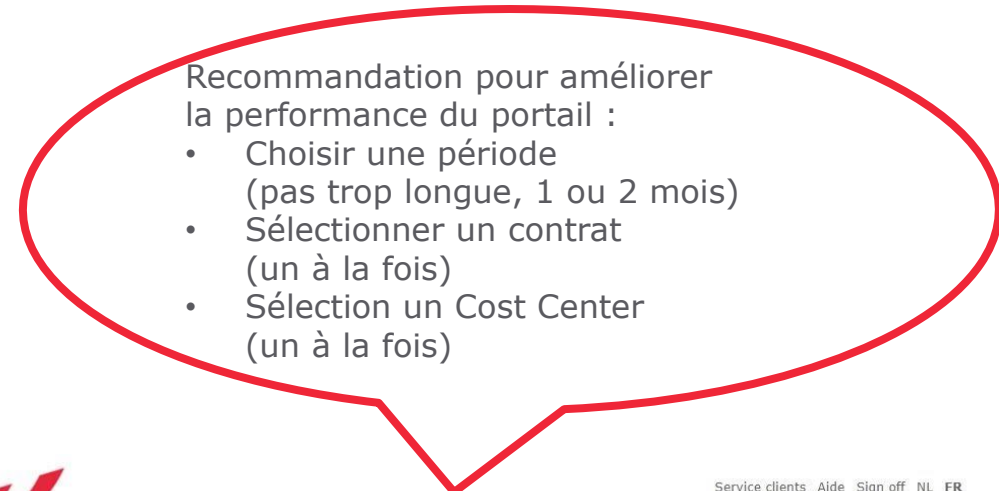 Recommandation pour améliorer
la performance du portail :
• Choisir une période
(pas trop longue, 1 ou 2 mois)
• Sélectionner un contrat
(un à la fois)
• Sélection un Cost Center
(un à la fois)
Service clients Aide Sign off NL FR